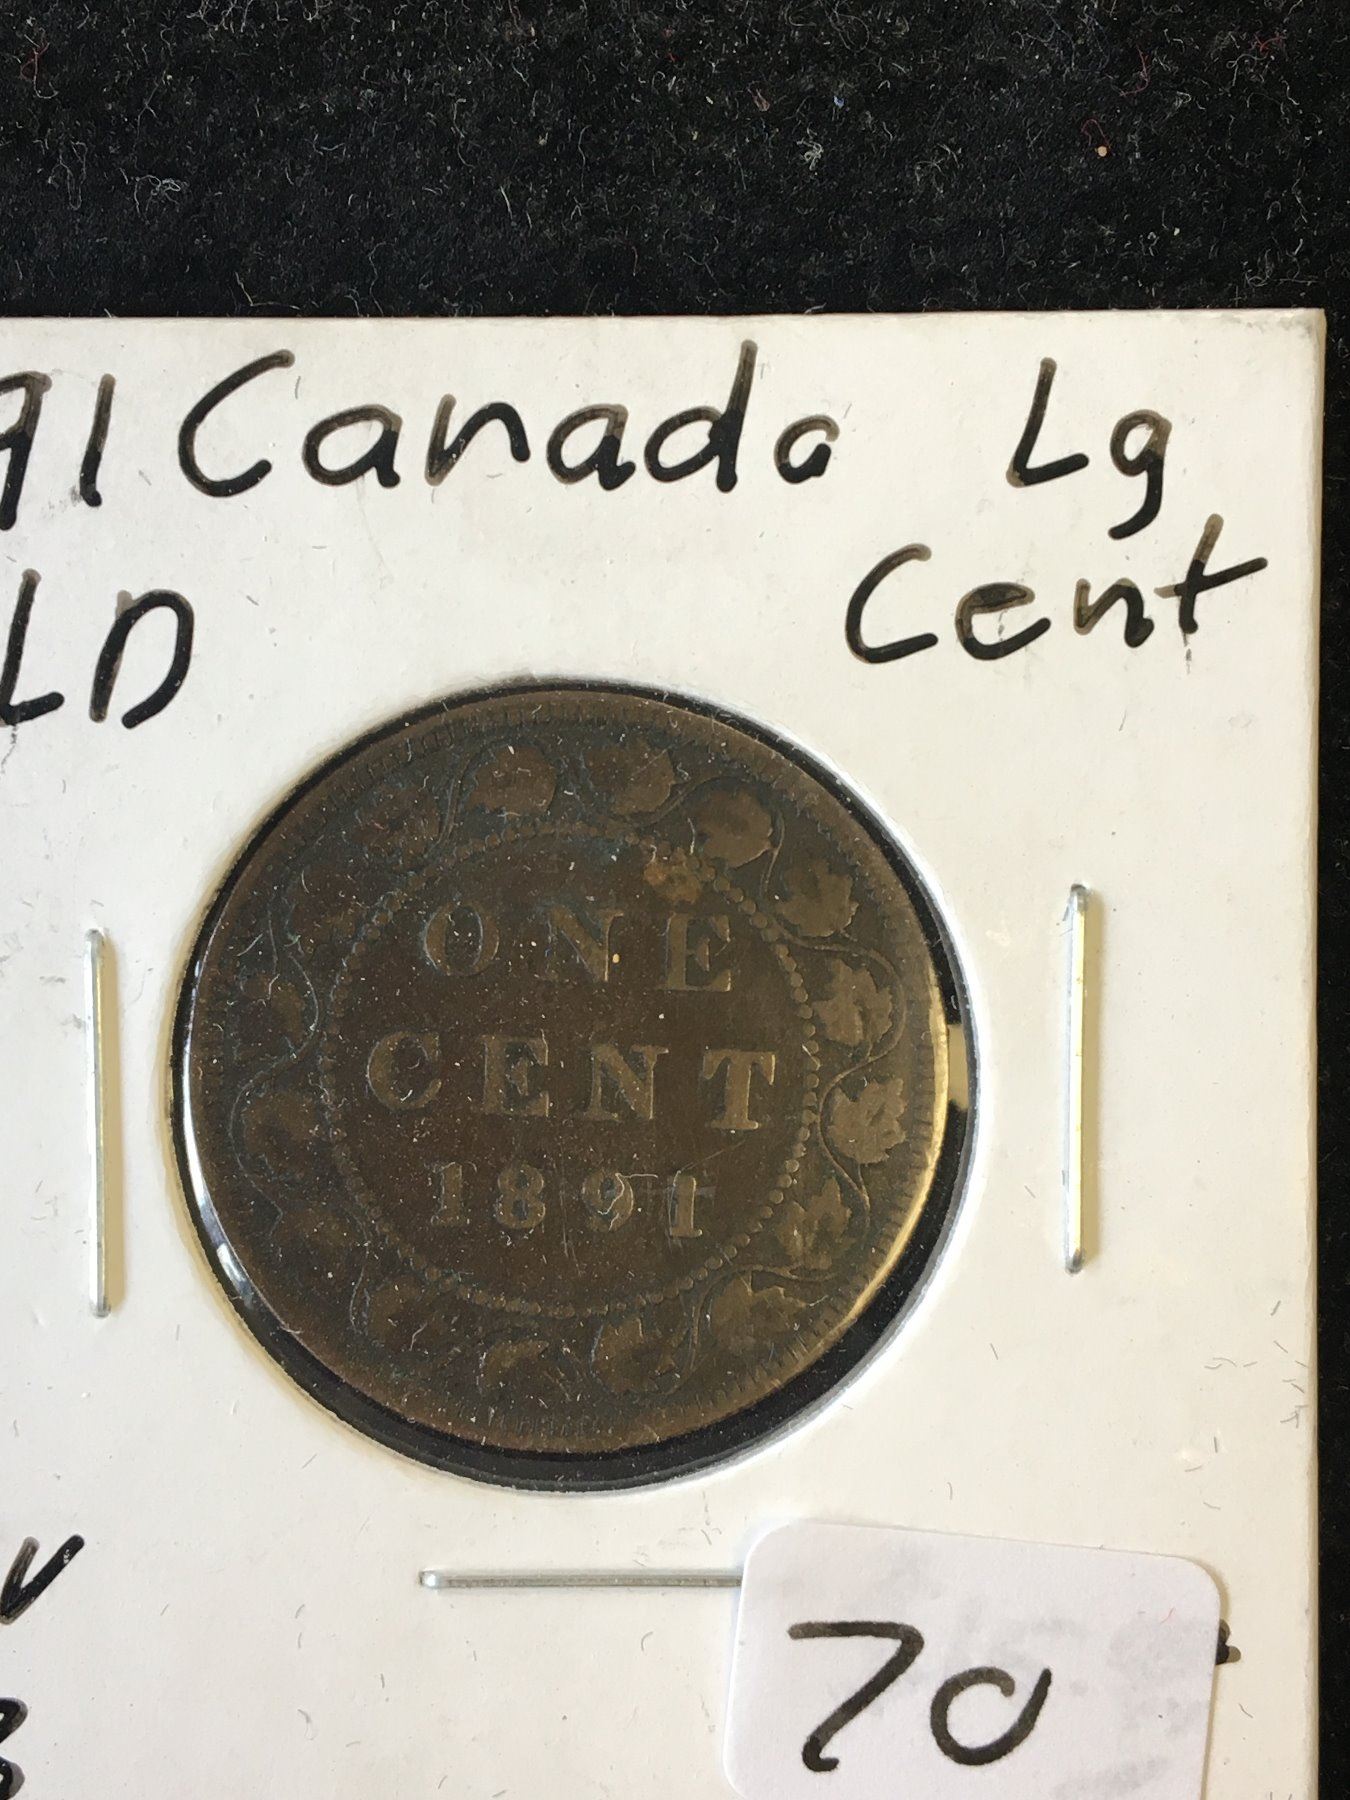 91 Canada Lg
Cent
LD
ONE
CENT
1891
V
70